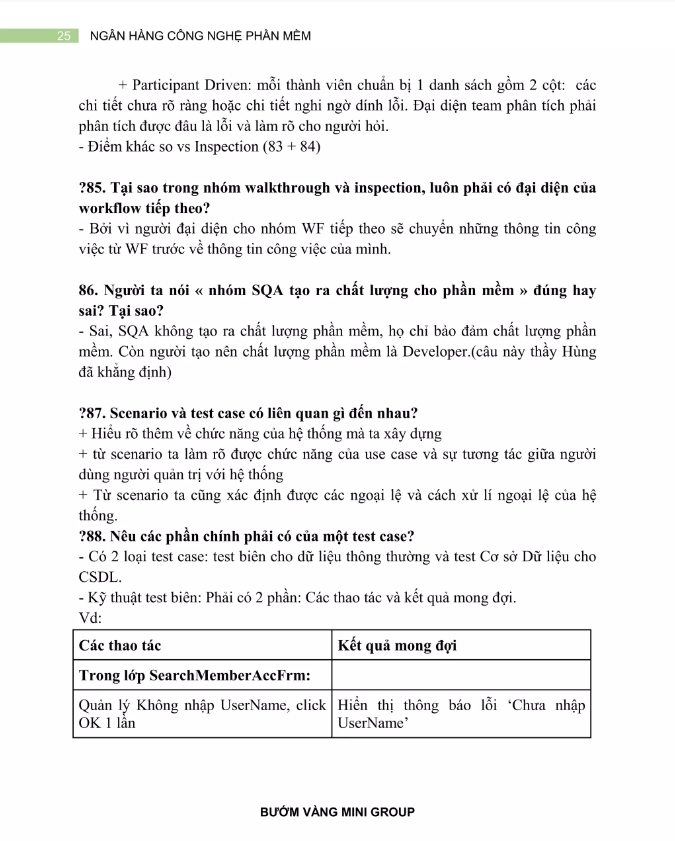 25 NGÂN HÀNG CÔNG NGHỆ PHẦN MỀM
+ Participant Driven: mỗi thành viên chuẩn bị 1 danh sách gồm 2 cột: các
chi tiết chưa rõ ràng hoặc chi tiết nghi ngờ dính lỗi. Đại diện team phân tích phải
phân tích được đâu là lỗi và làm rõ cho người hỏi.
- Điểm khác so vs Inspection (83 + 84)
?85. Tại sao trong nhóm walkthrough và inspection, luôn phải có đại diện của
workflow tiếp theo?
- Bởi vì người đại diện cho nhóm WF tiếp theo sẽ chuyển những thông tin công
việc từ WF trước về thông tin công việc của mình.
86. Người ta nói « nhóm SQA tạo ra chất lượng cho phần mềm » đúng hay
sai? Tại sao?
- Sai, SQA không tạo ra chất lượng phần mềm, họ chỉ bảo đảm chất lượng phần
mềm. Còn người tạo nên chất lượng phần mềm là Developer.(câu này thầy Hùng
đã khẳng định)
?87. Scenario và test case có liên quan gì đến nhau?
+ Hiểu rõ thêm về chức năng của hệ thống mà ta xây dựng
+ từ scenario ta làm rõ được chức năng của use case và sự tương tác giữa người
dùng người quản trị với hệ thống
+ Từ scenario ta cũng xác định được các ngoại lệ và cách xử lí ngoại lệ của hệ
thống.
?88. Nêu các phần chính phải có của một test case?
- Có 2 loại test case: test biên cho dữ liệu thông thường và test Cơ sở Dữ liệu cho
CSDL.
- Kỹ thuật test biên: Phải có 2 phần: Các thao tác và kết quả mong đợi.
Vd:
Các thao tác Kết quả mong đợi
Trong lớp SearchMemberAccFrm:
Quản lý Không nhập UserName, click Hiển thị thông báo lỗi ‘Chưa nhập
OK 1 lần UserName’
BƯỚM VÀNG MINI GROUP